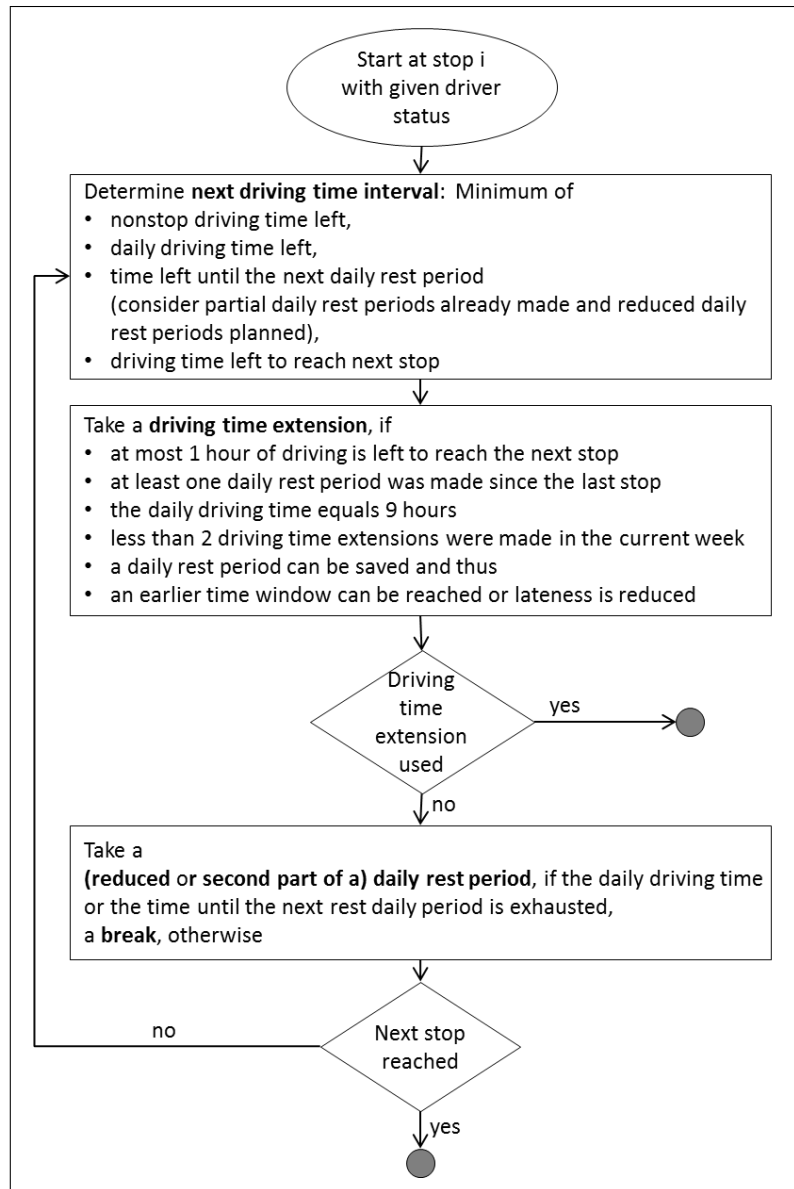 Start at stop i
with given driver
status
Determine next driving time interval: Minimum of
• nonstop driving time left,
• daily driving time left,
• time left until the next daily rest period
(consider partial daily rest periods already made and reduced daily
rest periods planned),
• driving time left to reach next stop
Take a driving time extension, if
• at most 1 hour of driving is left to reach the next stop
• at least one daily rest period was made since the last stop
• the daily driving time equals 9 hours
• less than 2 driving time extensions were made in the current week
• a daily rest period can be saved and thus
• an earlier time window can be reached or lateness is reduced
Driving
time
extension
used
yes
no
Take a
(reduced or second part of a) daily rest period, if the daily driving time
or the time until the next rest daily period is exhausted,
a break, otherwise
no
Next stop
reached
yes